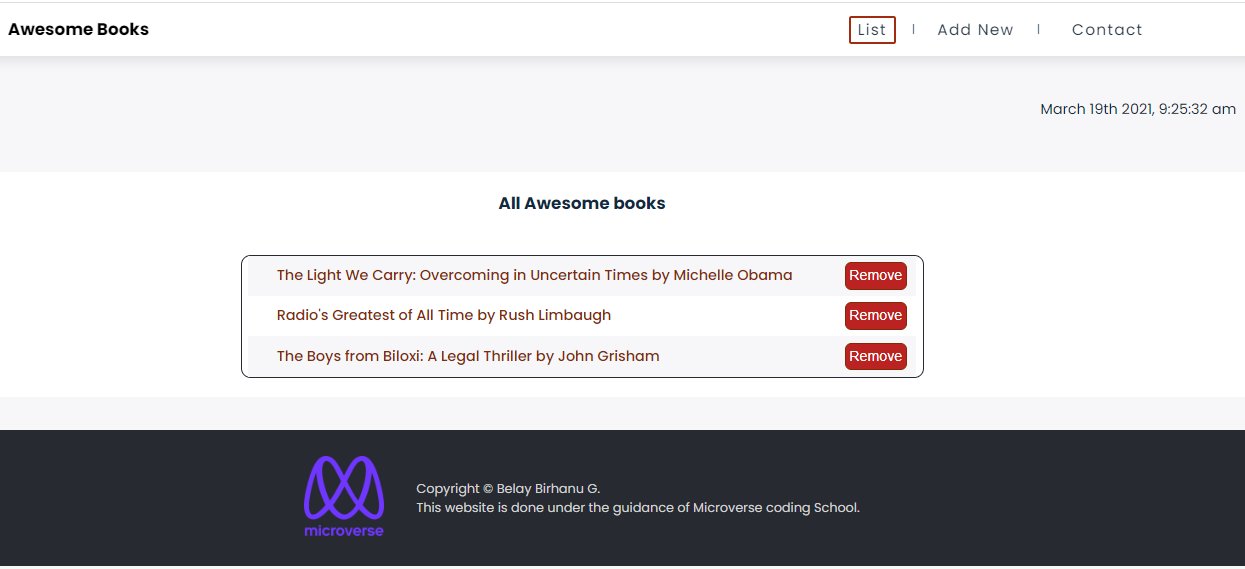 Awesome Books
List | Add New | Contact
March 19th 2021, 9:25:32 am
All Awesome books
The Light We Carry: Overcoming in Uncertain Times by Michelle Obama Remove
Radio's Greatest of All Time by Rush Limbaugh Remove
The Boys from Biloxi: A Legal Thriller by John Grisham Remove
microverse
Copyright © Belay Birhanu G.
This website is done under the guidance of Microverse coding School.